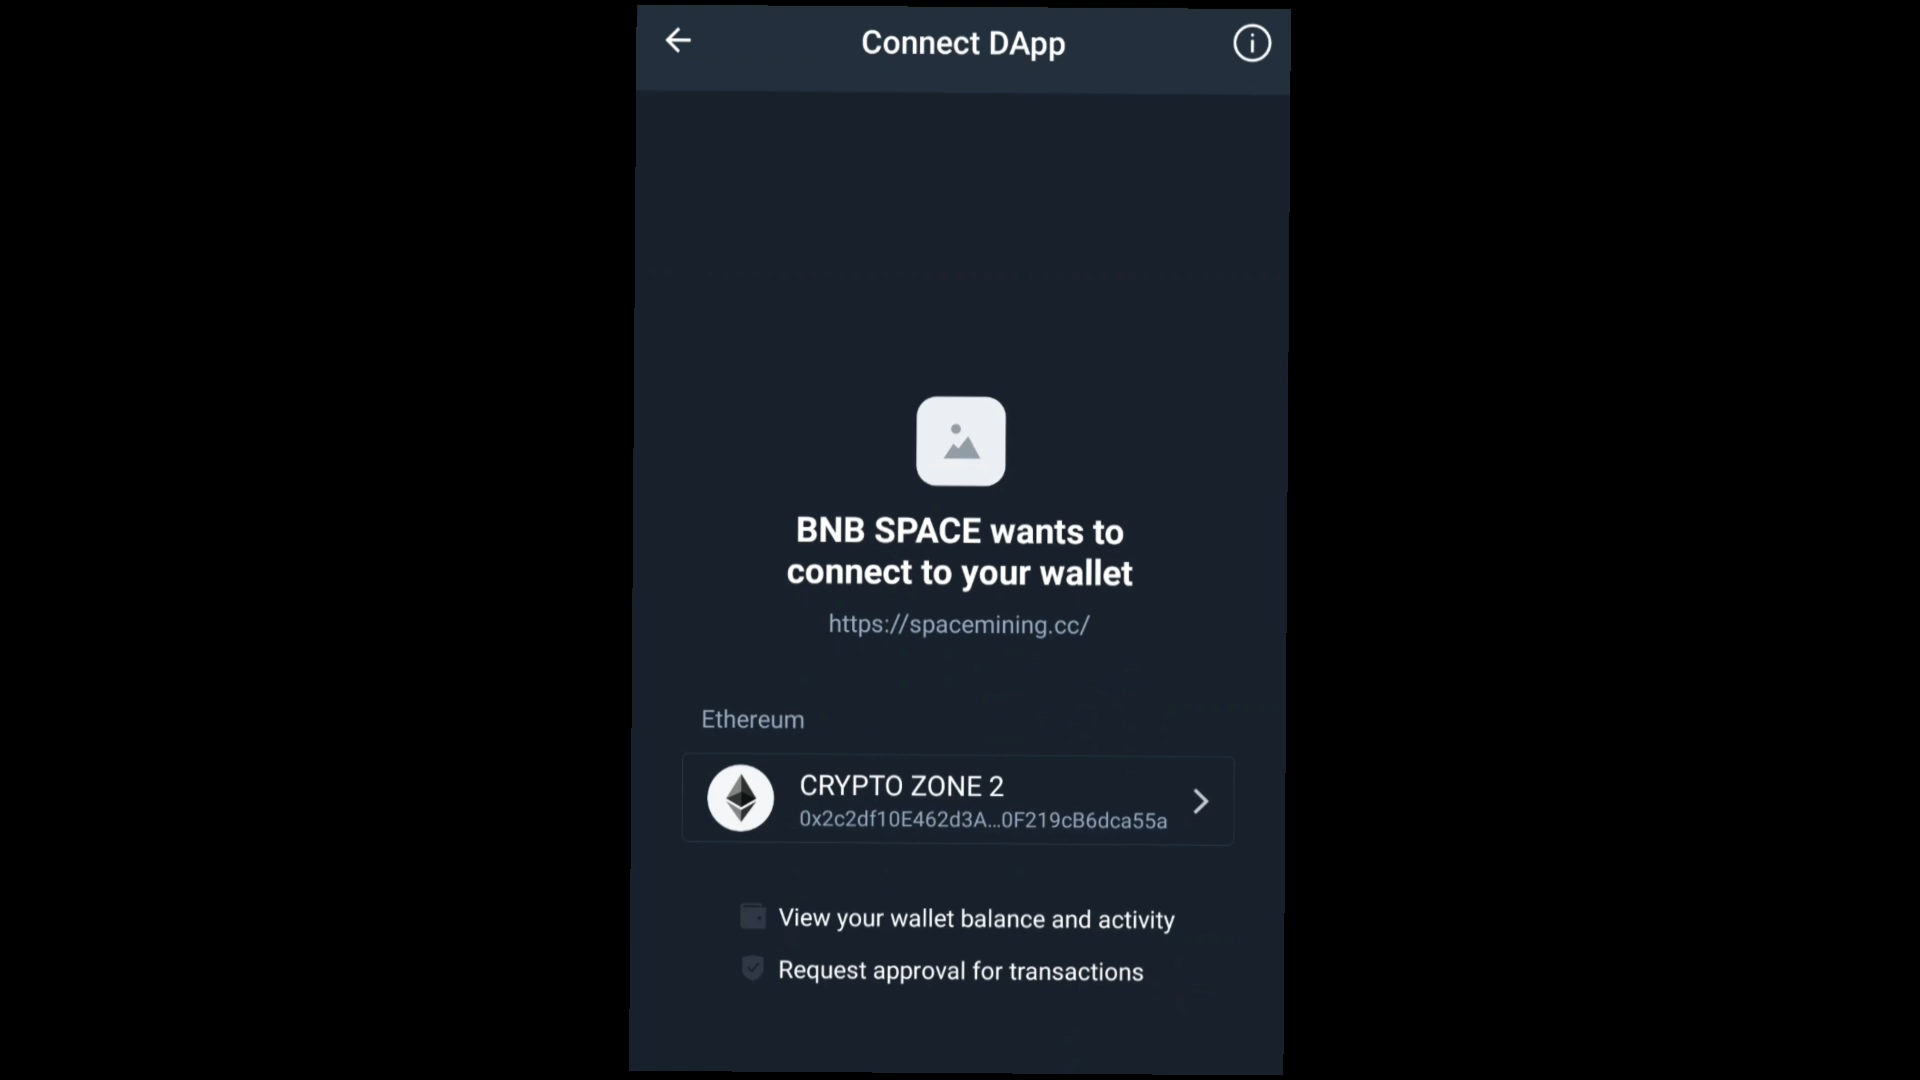 Connect DApp
BNB SPACE wants to
connect to your wallet
https://spacemining.cc/
Ethereum
CRYPTO ZONE 2
0x2c2df10E462d3A...0F219cB6dca55a
View your wallet balance and activity
Request approval for transactions